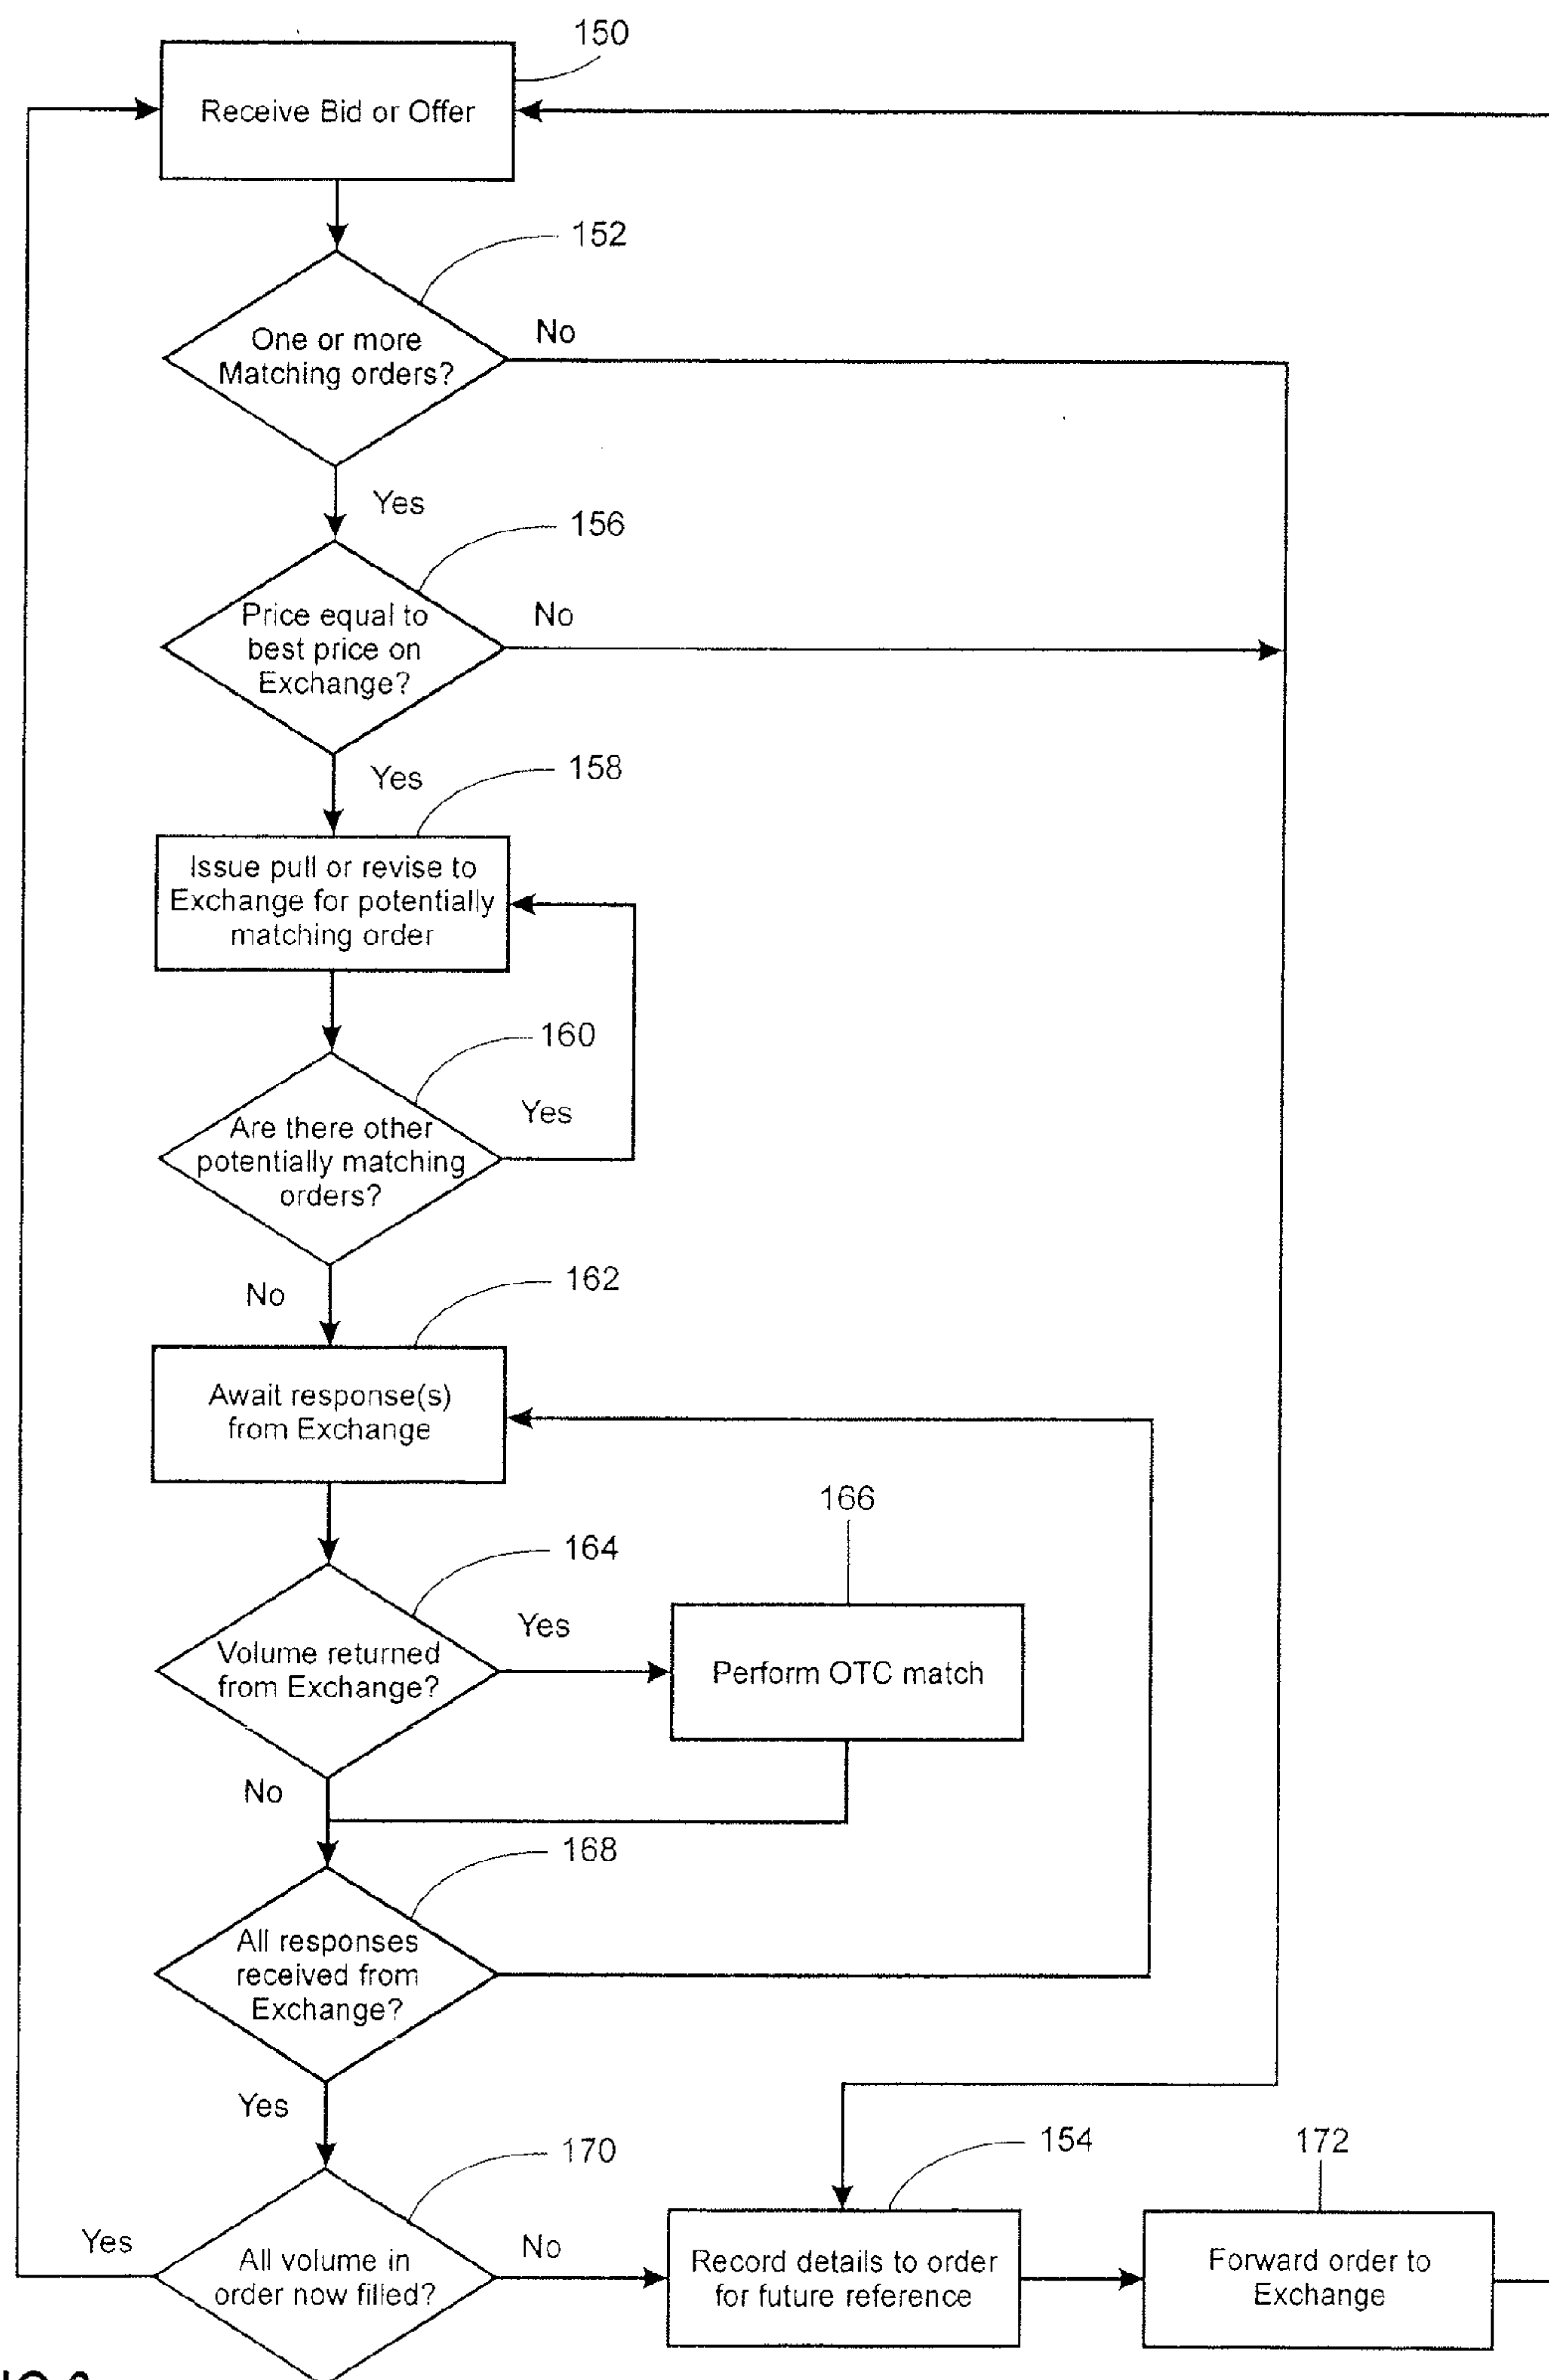 150
Receive Bid or Offer
152
One or more
Matching orders?
No
Yes
156
Price equal to
best price on
Exchange?
No
Yes
158
Issue pull or revise to
Exchange for potentially
matching order
160
Are there other
potentially matching
orders?
Yes
No
162
Await response(s)
from Exchange
166
164
Volume returned
from Exchange?
Yes
Perform OTC match
No
168
All responses
received from
Exchange?
Yes
170
154
172
Yes
All volume in
order now filled?
No
Record details to order
for future reference
Forward order to
Exchange